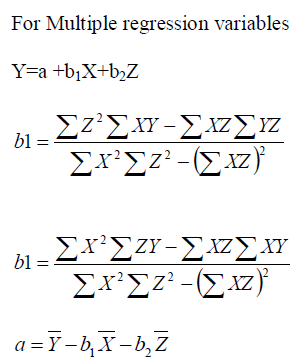 For Multiple regression variables
Y=a +b₁X+b₂Z
b1 = (∑Z²∑XY−∑XZ∑YZ) / (∑X²∑Z²−(∑XZ)²)
b1 = (∑X²∑ZY−∑XZ∑XY) / (∑X²∑Z²−(∑XZ)²)
a = Y̅ − b₁X̅ − b₂Z̅